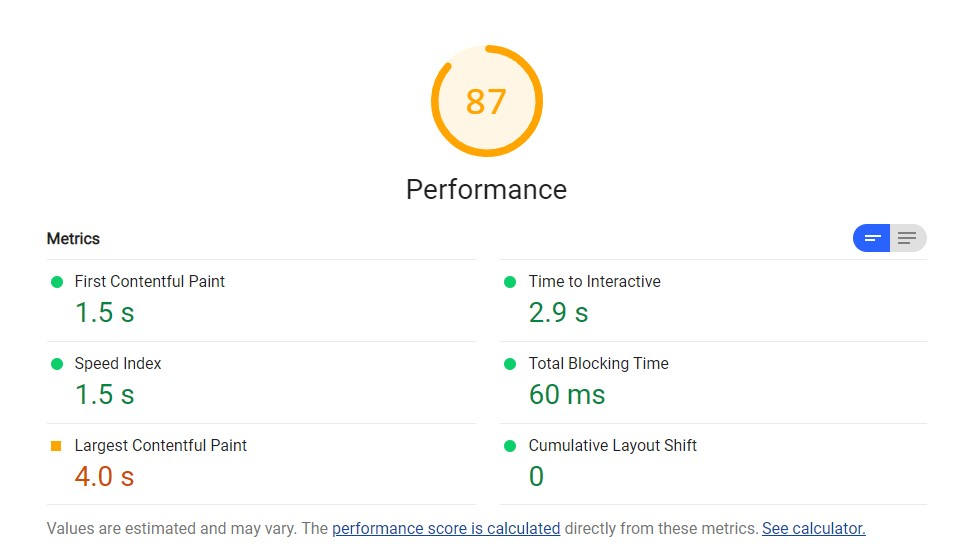 87
Performance
Metrics
First Contentful Paint
1.5 s
Time to Interactive
2.9 s
Speed Index
1.5 s
Total Blocking Time
60 ms
Largest Contentful Paint
4.0 s
Cumulative Layout Shift
0
Values are estimated and may vary. The performance score is calculated directly from these metrics. See calculator.